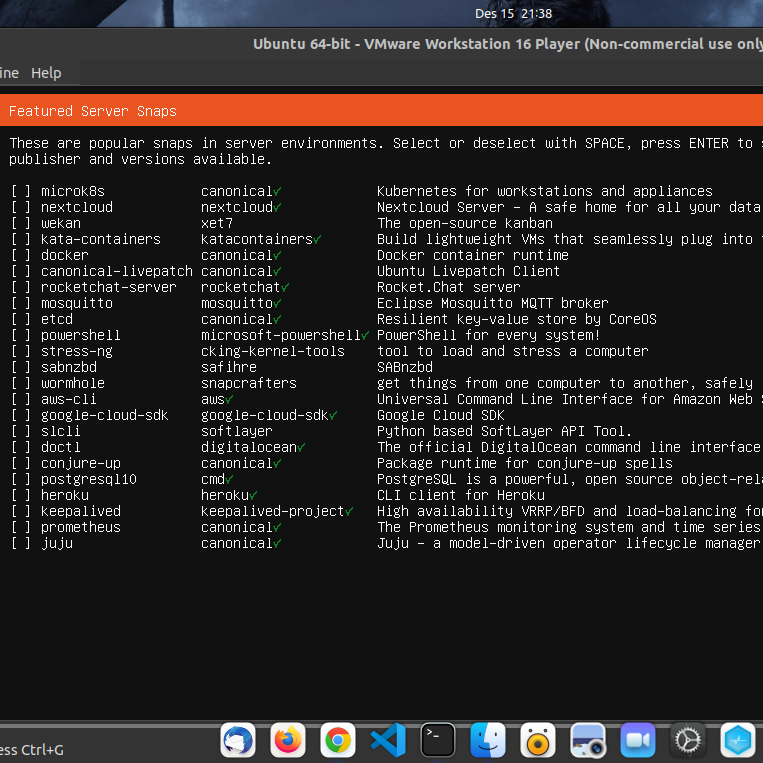 Des 15 21:38
Ubuntu 64-bit - VMware Workstation 16 Player (Non-commercial use only
ine Help
Featured Server Snaps
These are popular snaps in server environments. Select or deselect with SPACE, press ENTER to
publisher and versions available.
[ ] microk8s canonical✓ Kubernetes for workstations and appliances
[ ] nextcloud nextcloud✓ Nextcloud Server - A safe home for all your data
[ ] wekan xet7 The open-source kanban
[ ] kata-containers katacontainers✓ Build lightweight VMs that seamlessly plug into
[ ] docker canonical✓ Docker container runtime
[ ] canonical-livepatch canonical✓ Ubuntu Livepatch Client
[ ] rocketchat-server rocketchat✓ Rocket.Chat server
[ ] mosquitto mosquitto✓ Eclipse Mosquitto MQTT broker
[ ] etcd canonical✓ Resilient key-value store by CoreOS
[ ] powershell microsoft-powershell✓ PowerShell for every system!
[ ] stress-ng cking-kernel-tools tool to load and stress a computer
[ ] sabnzbd safihre SABnzbd
[ ] wormhole snapcrafters get things from one computer to another, safely
[ ] aws-cli aws✓ Universal Command Line Interface for Amazon Web
[ ] google-cloud-sdk google-cloud-sdk✓ Google Cloud SDK
[ ] slcli softlayer Python based SoftLayer API Tool.
[ ] doctl digitalocean✓ The official DigitalOcean command line interface
[ ] conjure-up canonical✓ Package runtime for conjure-up spells
[ ] postgresql10 cmd✓ PostgreSQL is a powerful, open source object-rela
[ ] heroku heroku✓ CLI client for Heroku
[ ] keepalived keepalived-project✓ High availability VRRP/BFD and load-balancing for
[ ] prometheus canonical✓ The Prometheus monitoring system and time series
[ ] juju canonical✓ Juju - a model-driven operator lifecycle manager
ess Ctrl+G